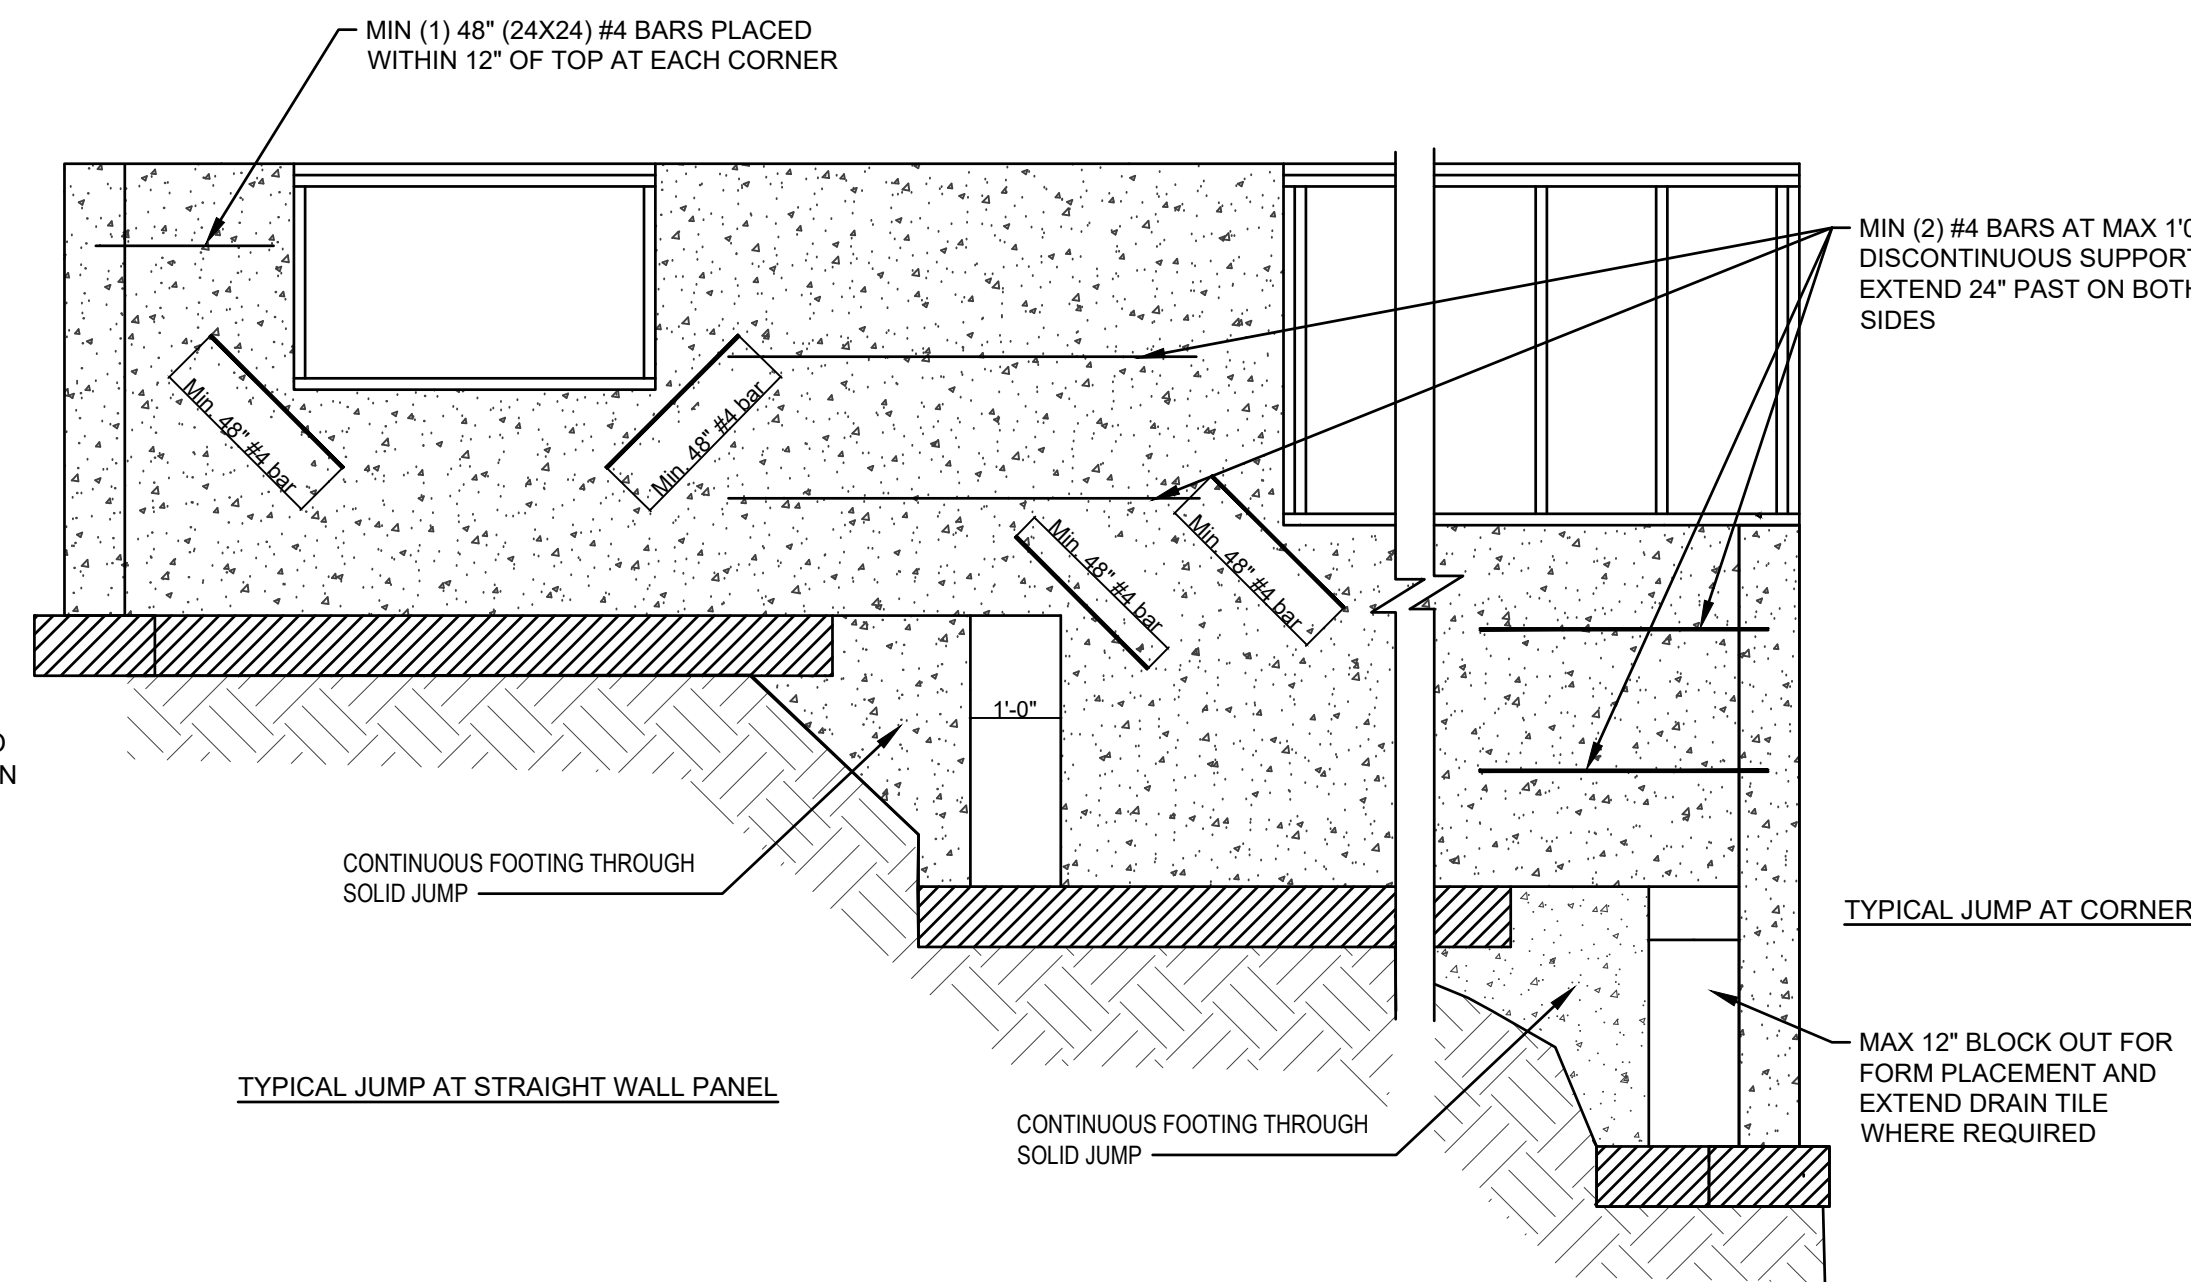 MIN (1) 48" (24X24) #4 BARS PLACED
WITHIN 12" OF TOP AT EACH CORNER
MIN (2) #4 BARS AT MAX
DISCONTINUOUS SUPPORT
EXTEND 24" PAST ON BOTH
SIDES
Min. 48" #4 bar
Min. 48" #4 bar
Min. 48" #4 bar
Min. 48" #4 bar
1'-0"
CONTINUOUS FOOTING THROUGH
SOLID JUMP
TYPICAL JUMP AT CORNER
TYPICAL JUMP AT STRAIGHT WALL PANEL
MAX 12" BLOCK OUT FOR
FORM PLACEMENT AND
EXTEND DRAIN TILE
WHERE REQUIRED
CONTINUOUS FOOTING THROUGH
SOLID JUMP